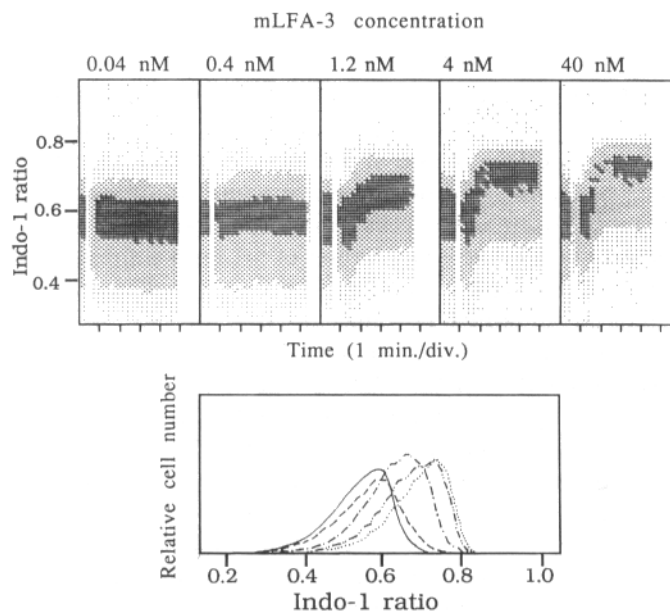 mLFA-3 concentration
0.04 nM 0.4 nM 1.2 nM 4 nM 40 nM
0.8
0.6
0.4
Indo-1 ratio
Time (1 min./div.)
Relative cell number
0.2 0.4 0.6 0.8 1.0
Indo-1 ratio